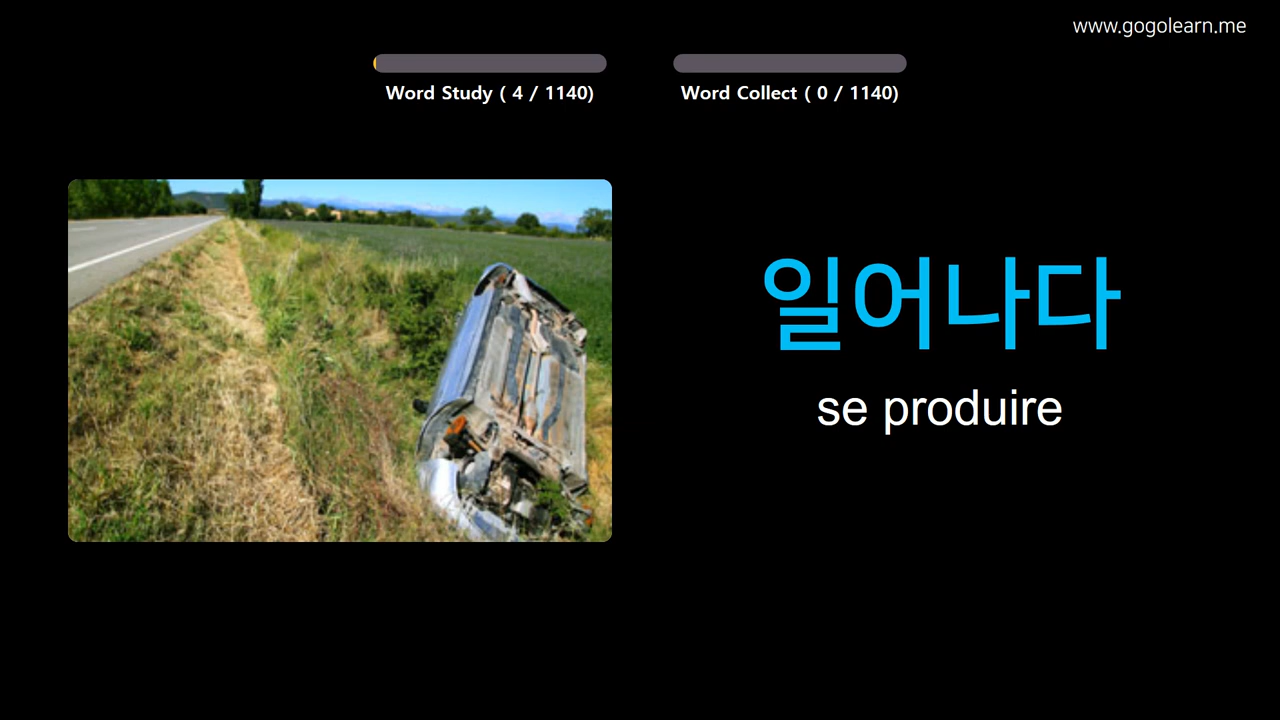 www.gogolearn.me
Word Study ( 4 / 1140)
Word Collect ( 0 / 1140)
일어나다
se produire